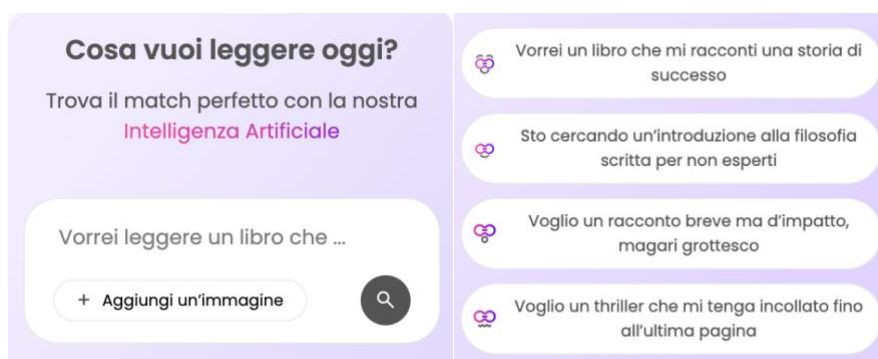 Cosa vuoi leggere oggi?
Trova il match perfetto con la nostra
Intelligenza Artificiale
Vorrei leggere un libro che ...
+ Aggiungi un'immagine
Vorrei un libro che mi racconti una storia di
successo
Sto cercando un'introduzione alla filosofia
scritta per non esperti
Voglio un racconto breve ma d'impatto,
magari grottesco
Voglio un thriller che mi tenga incollato fino
all'ultima pagina